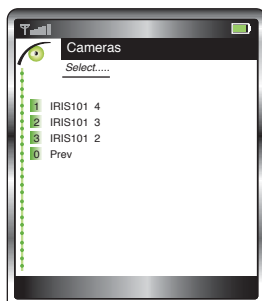 Cameras
Select.....
1 IRIS101 4
2 IRIS101 3
3 IRIS101 2
0 Prev